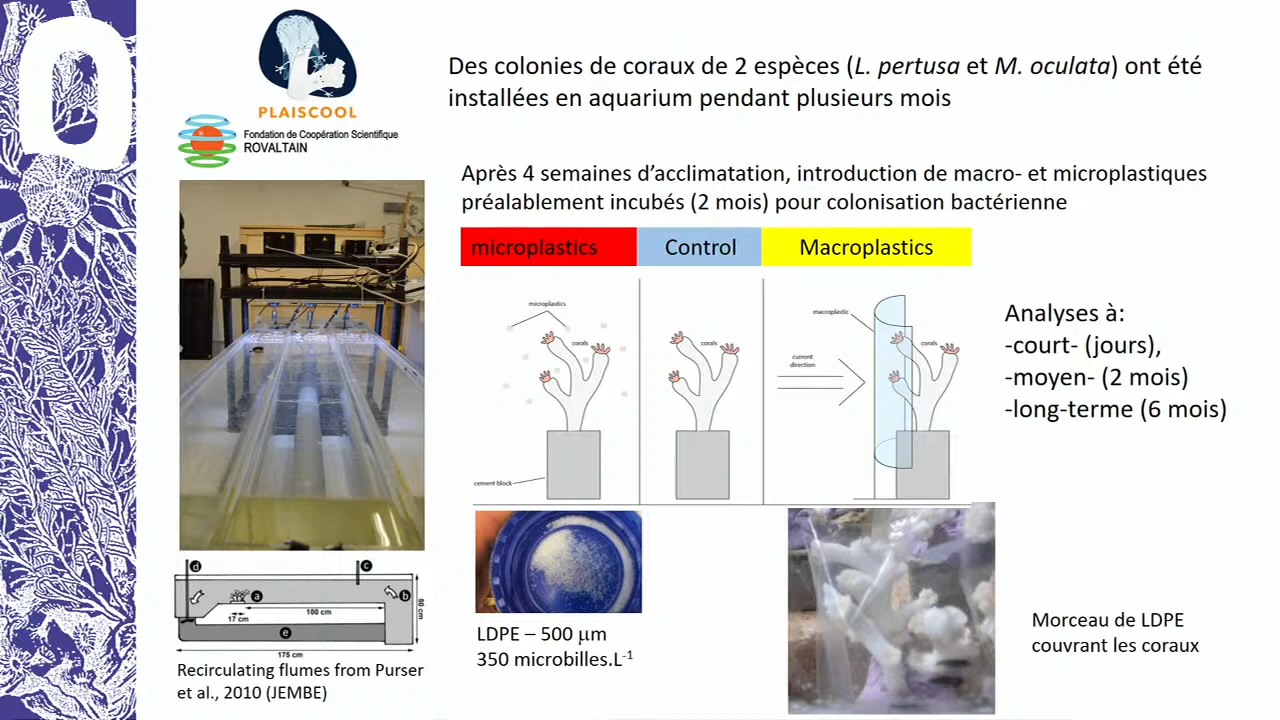 PLAISCOOL
Fondation de Coopération Scientifique
ROVALTAIN
Des colonies de coraux de 2 espèces (L. pertusa et M. oculata) ont été
installées en aquarium pendant plusieurs mois
Après 4 semaines d’acclimatation, introduction de macro- et microplastiques
préalablement incubés (2 mois) pour colonisation bactérienne
microplastics
Control
Macroplastics
microplastics
corals
cement block
corals
current
direction
macroplastic
corals
Analyses à:
-court- (jours),
-moyen- (2 mois)
-long-terme (6 mois)
d
c
a
b
100 cm
17 cm
e
50 cm
175 cm
Recirculating flumes from Purser
et al., 2010 (JEMBE)
LDPE – 500 µm
350 microbilles.L-1
Morceau de LDPE
couvrant les coraux